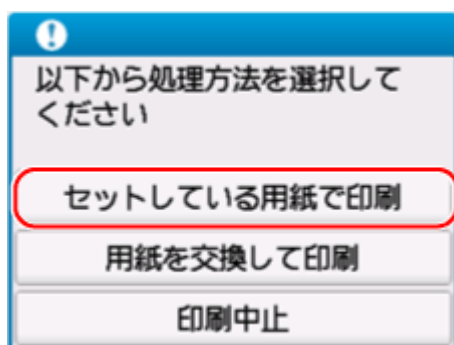 以下から処理方法を選択して
ください
セットしている用紙で印刷
用紙を交換して印刷
印刷中止